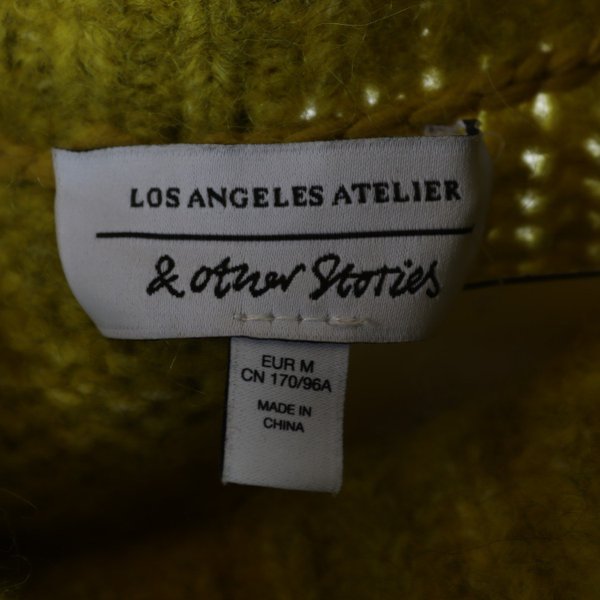 LOS ANGELES ATELIER
& other Stories
EUR M
CN 170/96A
MADE IN
CHINA